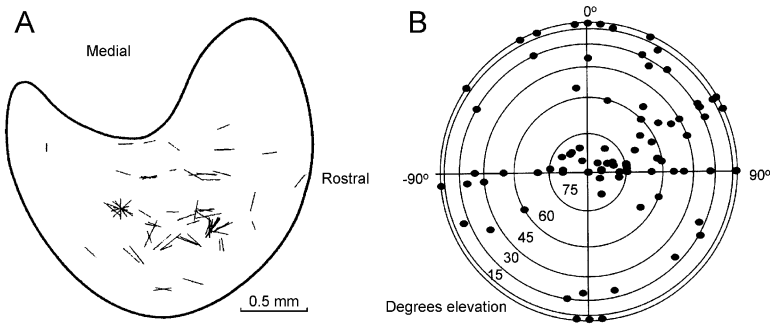 A
Medial
Rostral
0.5 mm
B
0º
-90º
90º
75
60
45
30
15
Degrees elevation